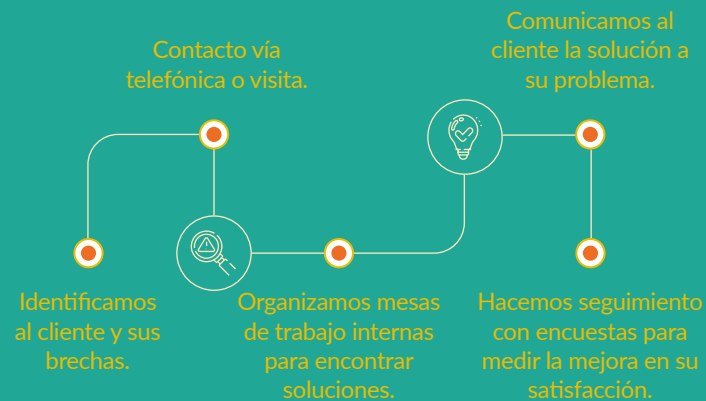 Identificamos
al cliente y sus
brechas.
Contacto vía
telefónica o visita.
Organizamos mesas
de trabajo internas
para encontrar
soluciones.
Comunicamos al
cliente la solución a
su problema.
Hacemos seguimiento
con encuestas para
medir la mejora en su
satisfacción.